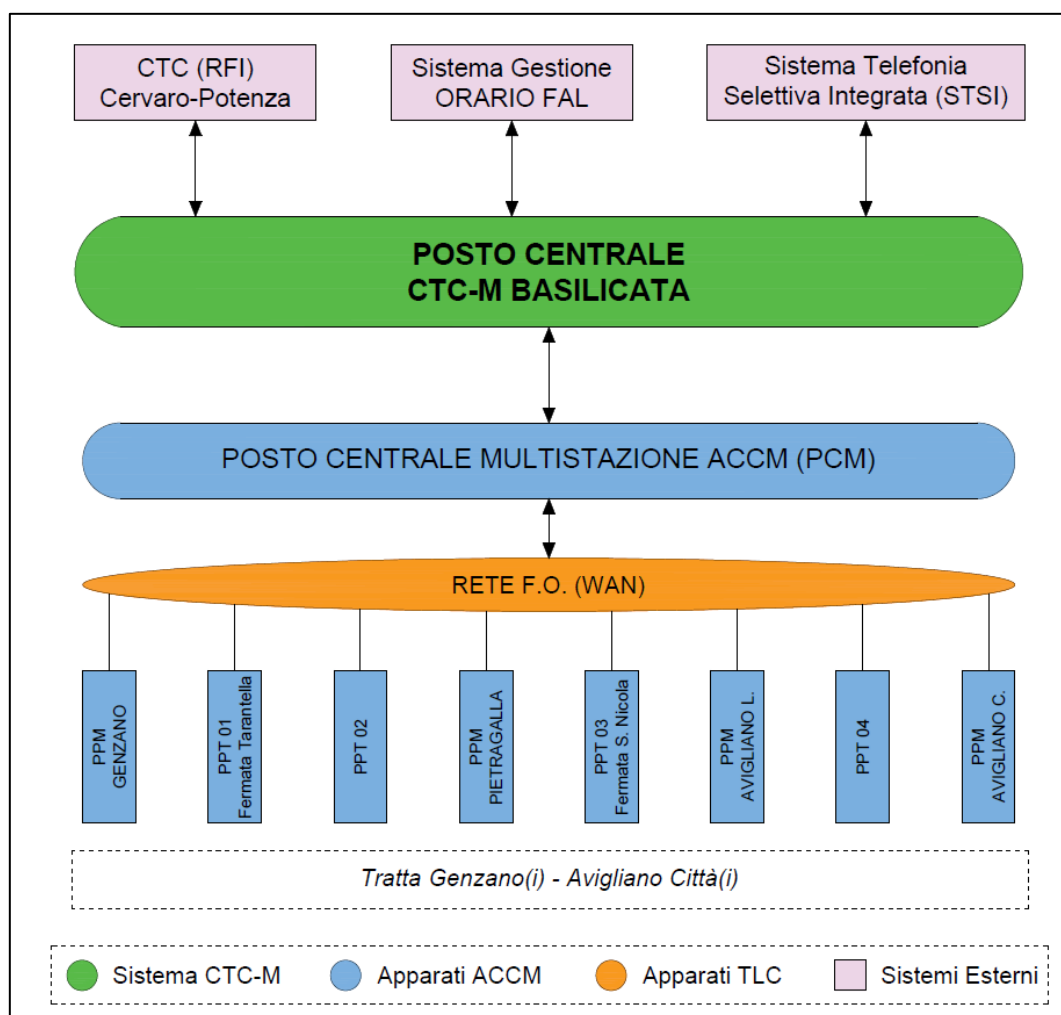 CTC (RFI)
Cervaro-Potenza
Sistema Gestione
ORARIO FAL
Sistema Telefonia
Selettiva Integrata (STSI)
POSTO CENTRALE
CTC-M BASILICATA
POSTO CENTRALE MULTISTAZIONE ACCM (PCM)
RETE F.O. (WAN)
PPM
GENZANO
PPT 01
Fermata Tarantella
PPT 02
PPM
PIETRAGALLA
PPT 03
Fermata S. Nicola
PPM
AVIGLIANO L.
PPT 04
PPM
AVIGLIANO C.
Tratta Genzano(i) - Avigliano Città(i)
Sistema CTC-M
Apparati ACCM
Apparati TLC
Sistemi Esterni